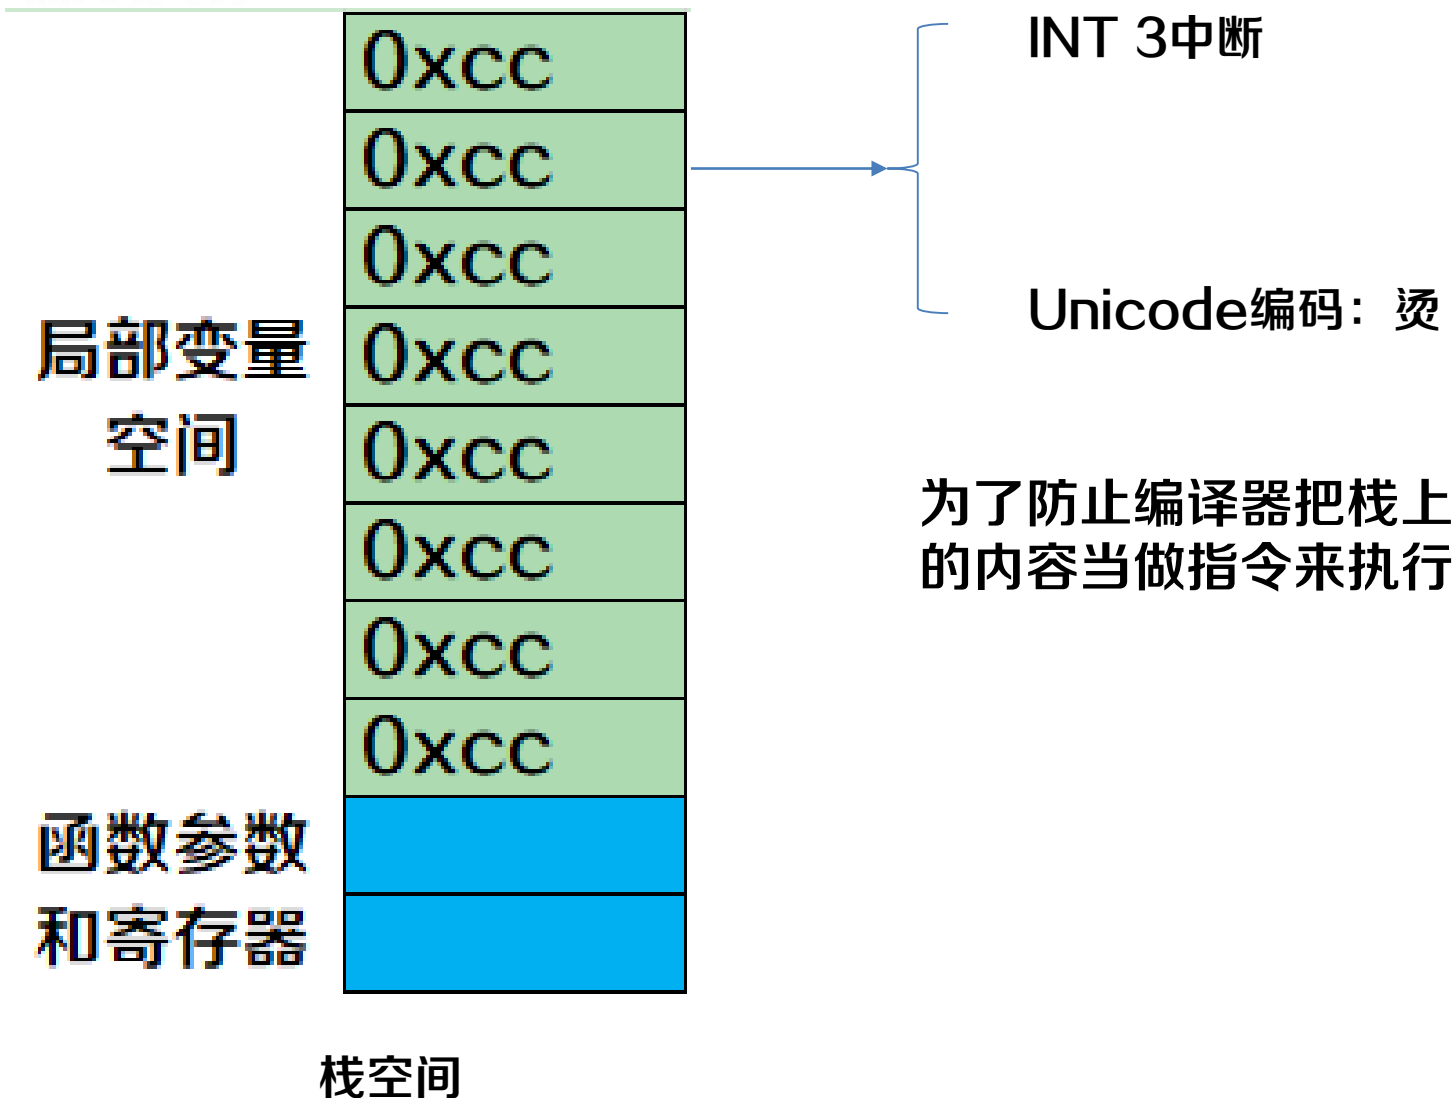 0xcc
0xcc
0xcc
0xcc
0xcc
0xcc
0xcc
0xcc
局部变量
空间
函数参数
和寄存器
栈空间
INT 3中断
Unicode编码：烫
为了防止编译器把栈上
的内容当做指令来执行